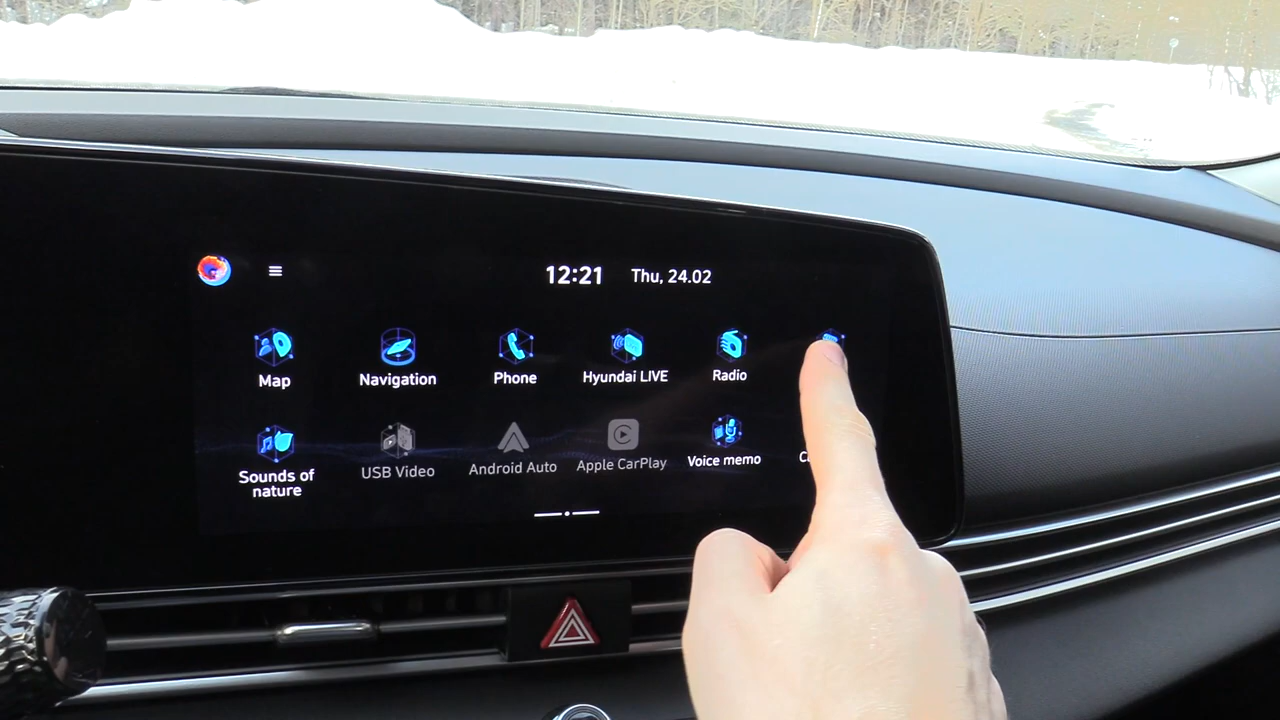 12:21 Thu, 24.02
Map Navigation Phone Hyundai LIVE Radio
Sounds of nature USB Video Android Auto Apple CarPlay Voice memo